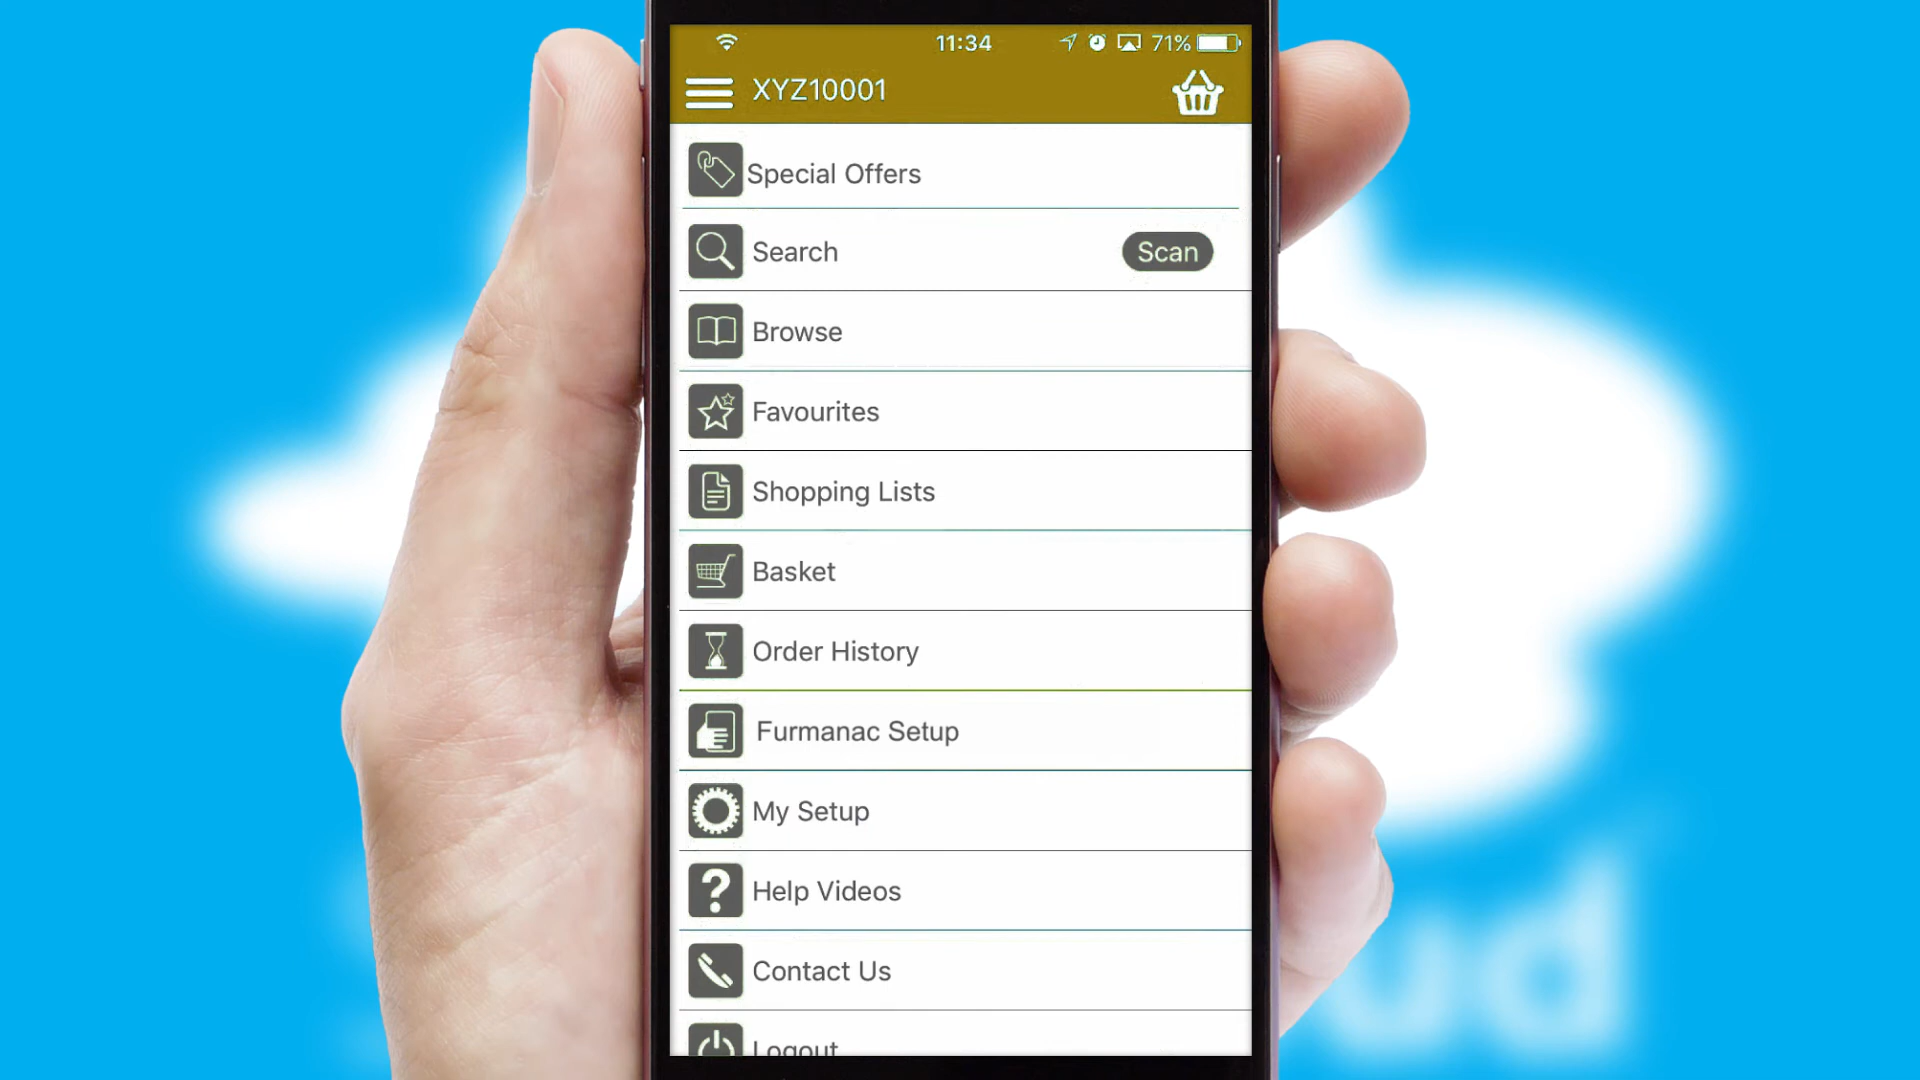 11:34 71%
XYZ10001
Special Offers
Search Scan
Browse
Favourites
Shopping Lists
Basket
Order History
Furmanac Setup
My Setup
Help Videos
Contact Us
Logout